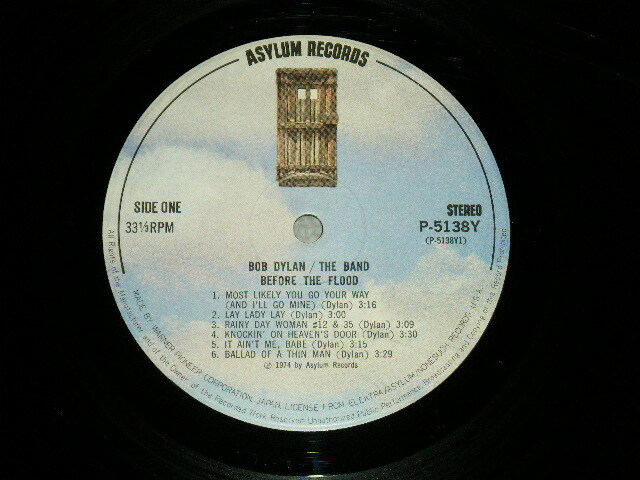 ASYLUM RECORDS
SIDE ONE
33⅓RPM
STEREO
P-5138Y
(P-5138Y1)
BOB DYLAN / THE BAND
BEFORE THE FLOOD
1. MOST LIKELY YOU GO YOUR WAY
(AND I'LL GO MINE) (Dylan) 3:16
2. LAY LADY LAY (Dylan) 3:00
3. RAINY DAY WOMAN #12 & 35 (Dylan) 3:09
4. KNOCKIN' ON HEAVEN'S DOOR (Dylan) 3:30
5. IT AIN'T ME, BABE (Dylan) 3:15
6. BALLAD OF A THIN MAN (Dylan) 3:29
Ⓟ 1974 by Asylum Records
MADE BY WARNER PIONEER CORPORATION, JAPAN, LICENSE FROM ELEKTRA/ASYLUM/NONESUCH RECORDS U.S.A.
All Rights of the Manufacturer and of the Owner of the Recorded Work Reserved. Unauthorized Public Performance, Broadcasting and Copying of this Record Prohibited.